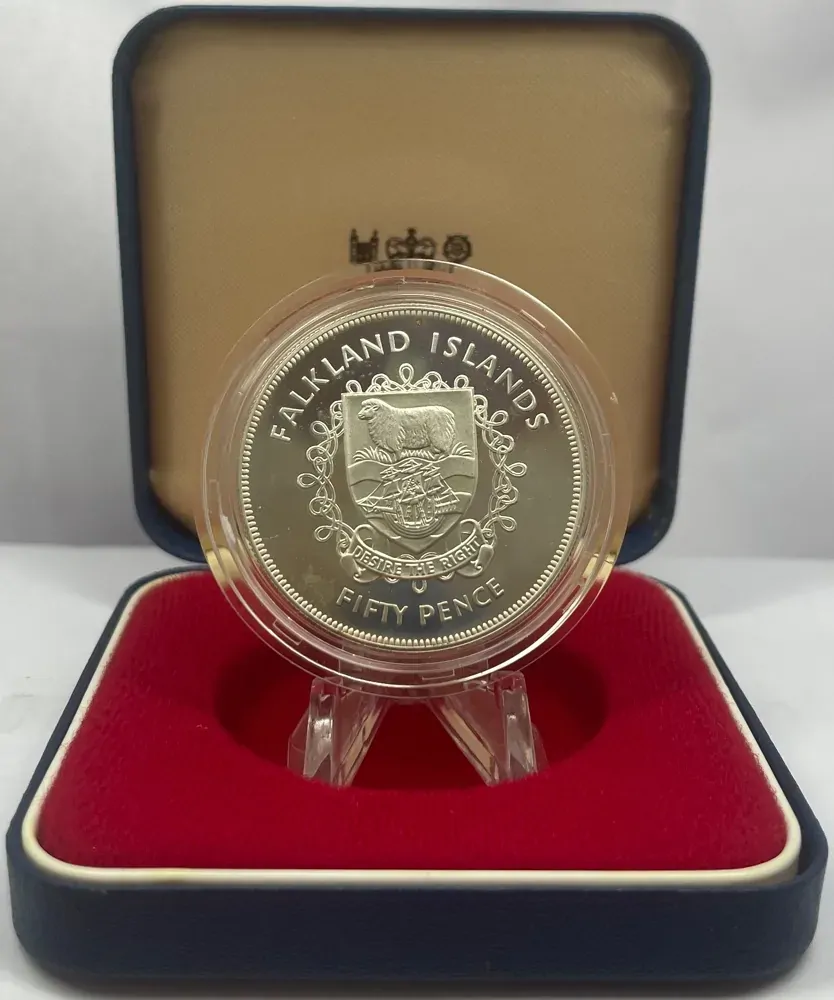 FALKLAND ISLANDS
DESIRE THE RIGHT
FIFTY PENCE